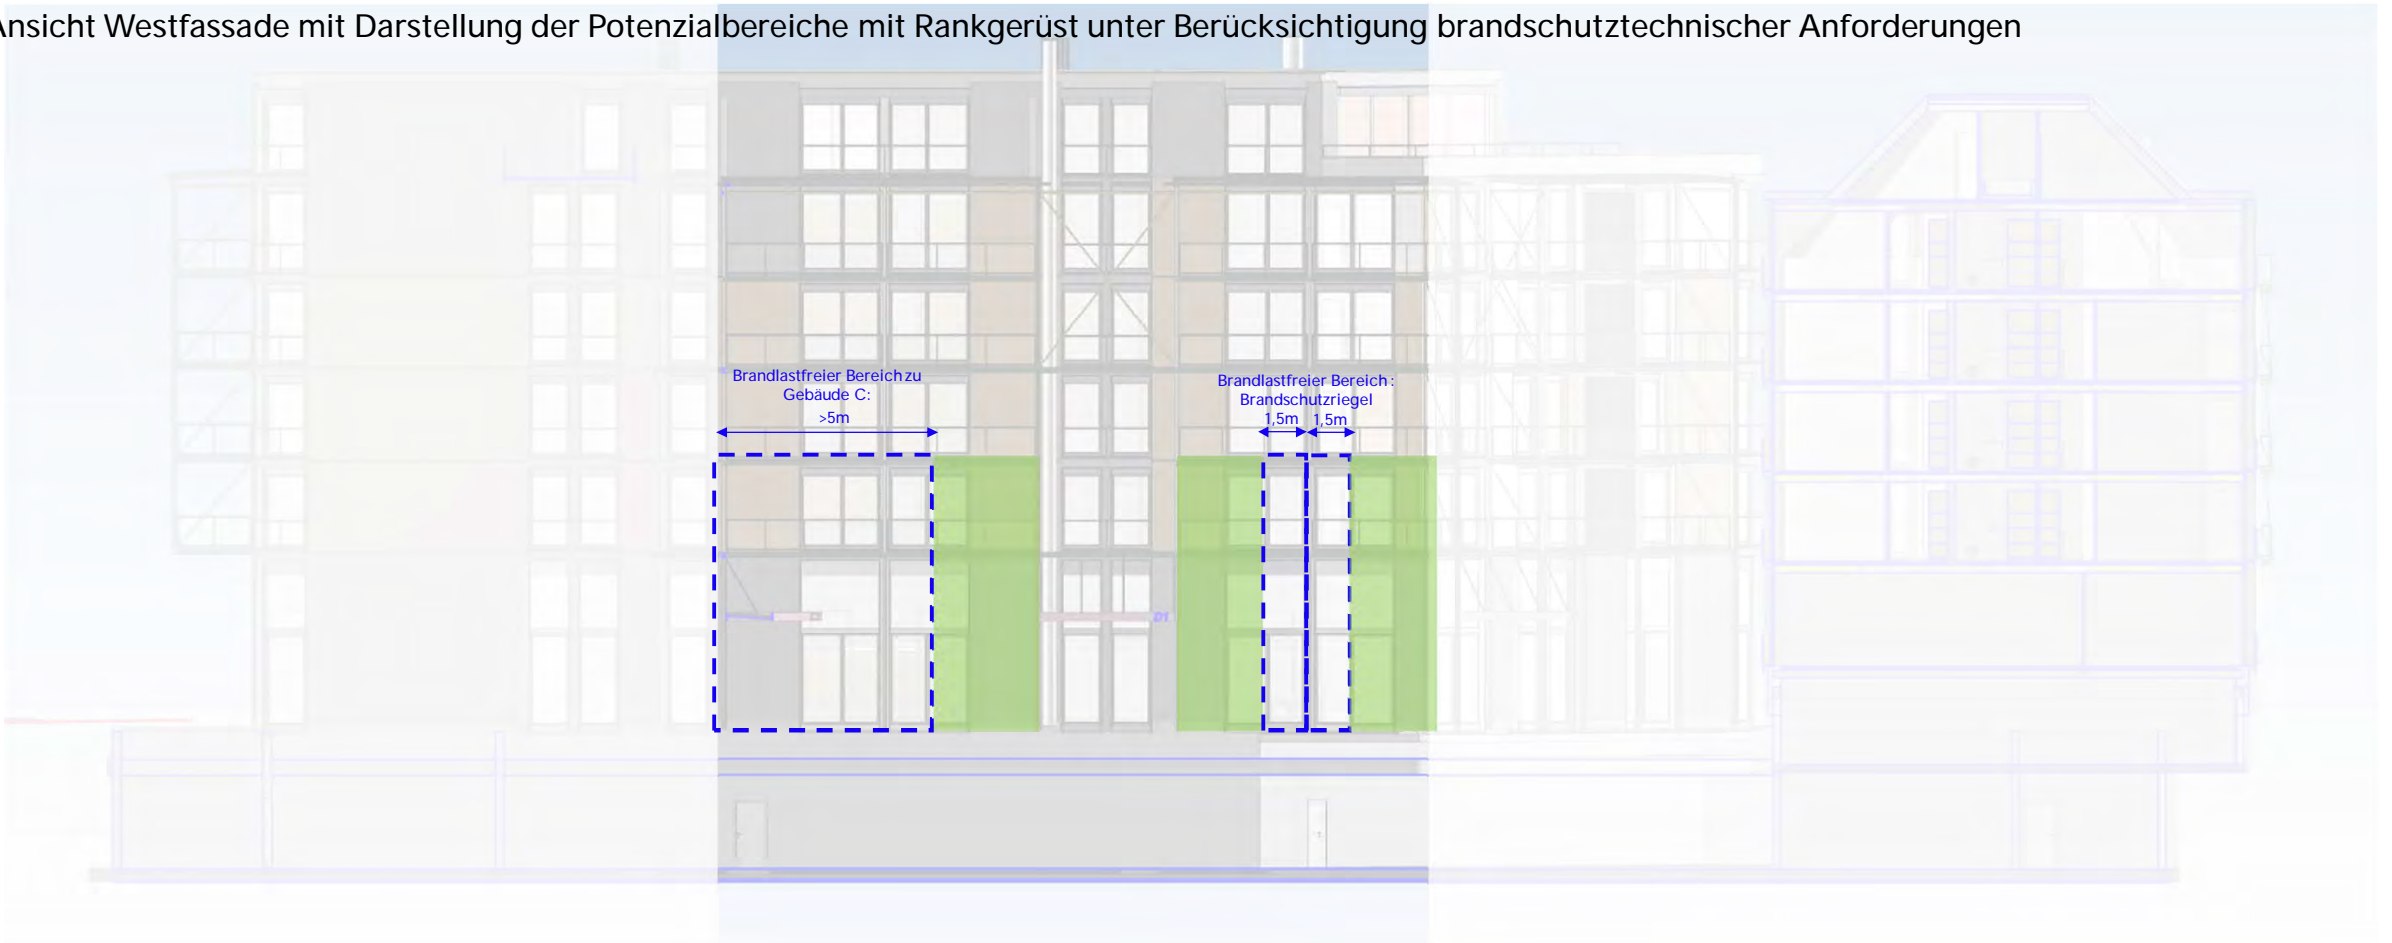 Ansicht Westfassade mit Darstellung der Potenzialbereiche mit Rankgerüst unter Berücksichtigung brandschutztechnischer Anforderungen
Brandlastfreier Bereich zu
Gebäude C:
>5m
Brandlastfreier Bereich :
Brandschutzriegel
1,5m 1,5m